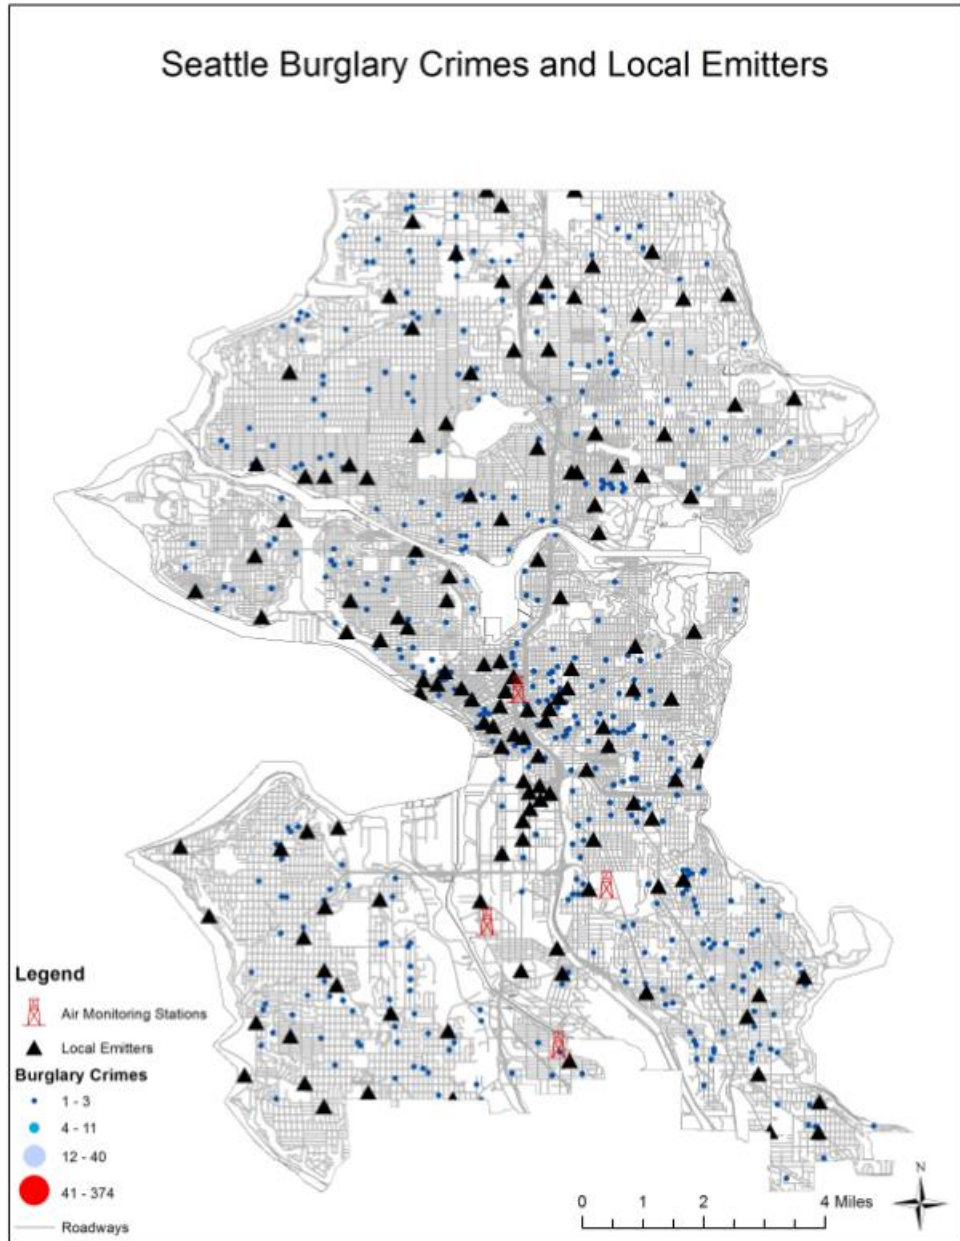 Seattle Burglary Crimes and Local Emitters
Legend
Air Monitoring Stations
Local Emitters
Burglary Crimes
1 - 3
4 - 11
12 - 40
41 - 374
Roadways
0 1 2 4 Miles
N